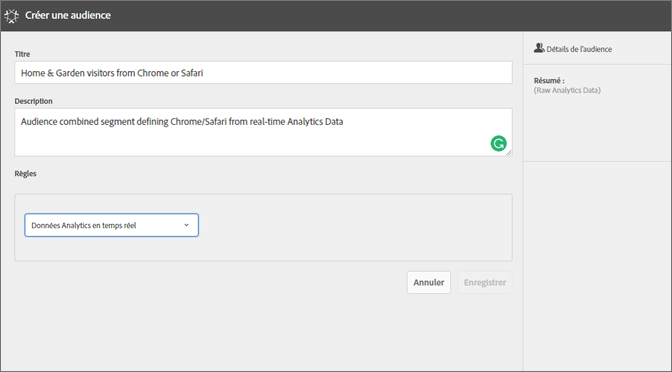 Créer une audience
Titre
Home & Garden visitors from Chrome or Safari
Description
Audience combined segment defining Chrome/Safari from real-time Analytics Data
Règles
Données Analytics en temps réel
Annuler
Enregistrer
Détails de l'audience
Résumé :
(Raw Analytics Data)